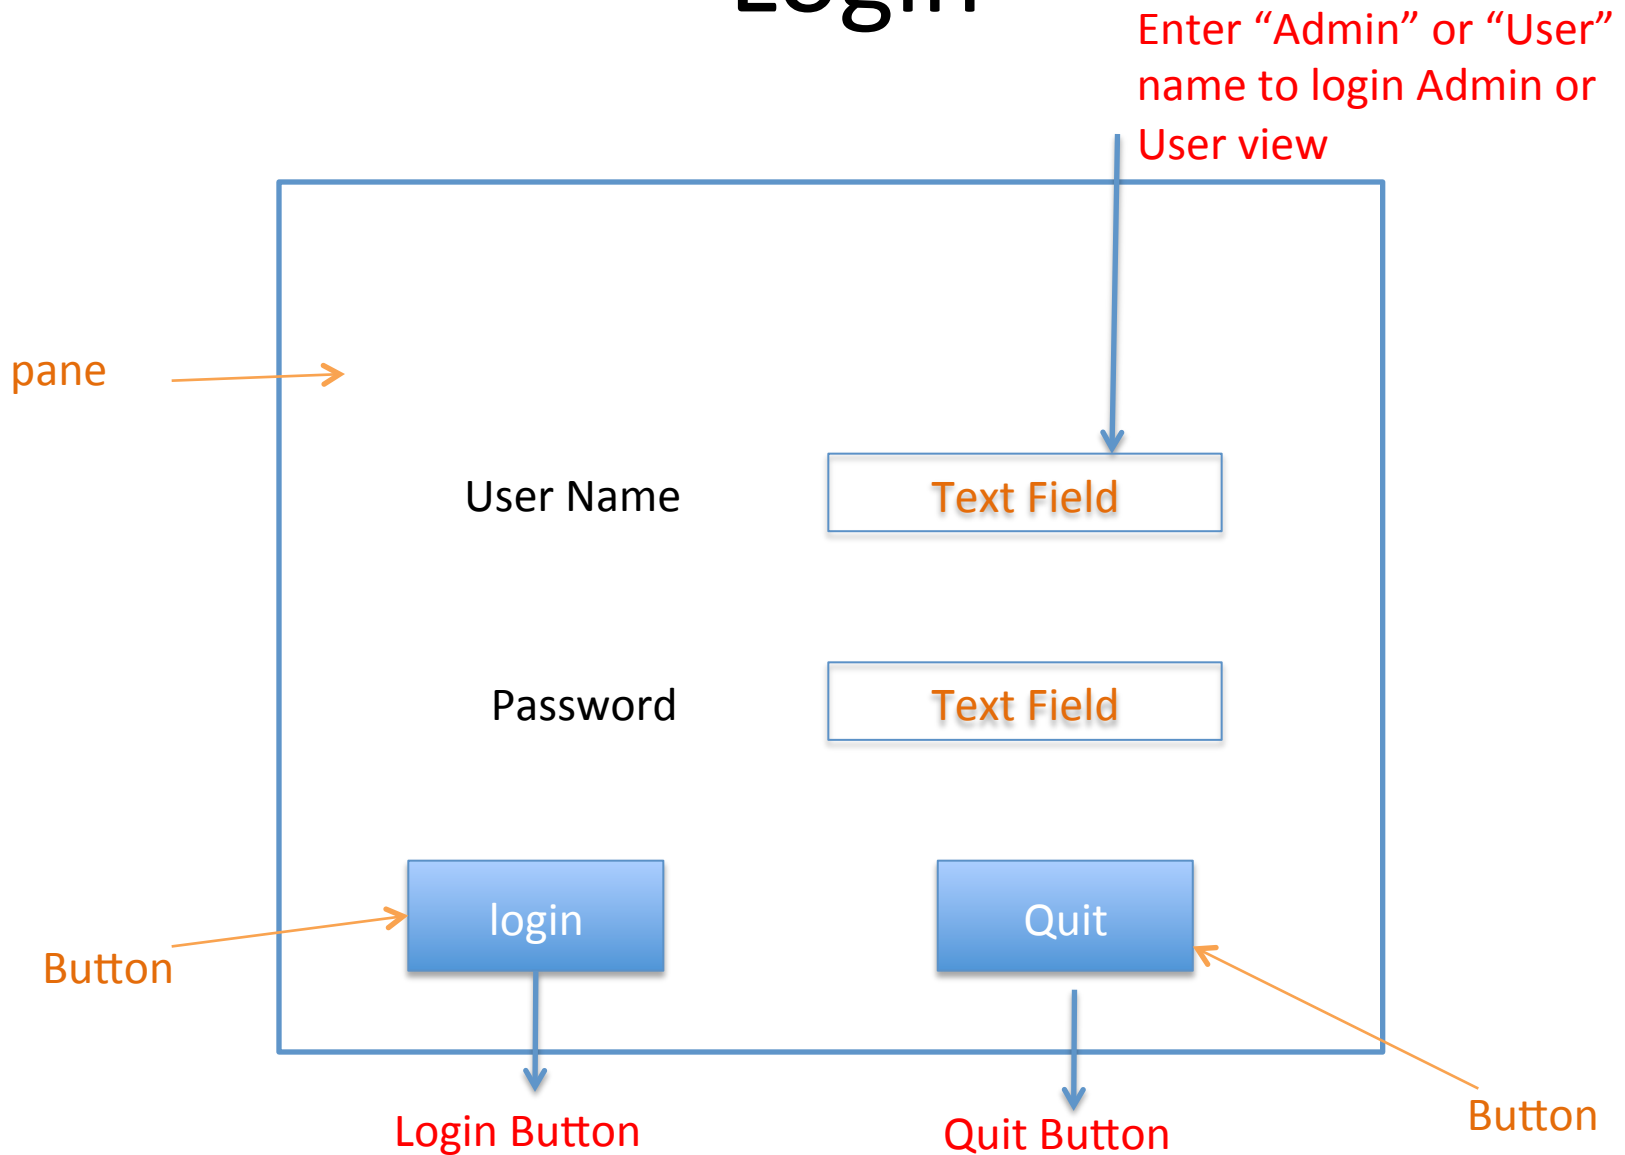 Login
Enter “Admin” or “User”
name to login Admin or
User view
pane
User Name
Text Field
Password
Text Field
login
Quit
Button
Login Button
Quit Button
Button